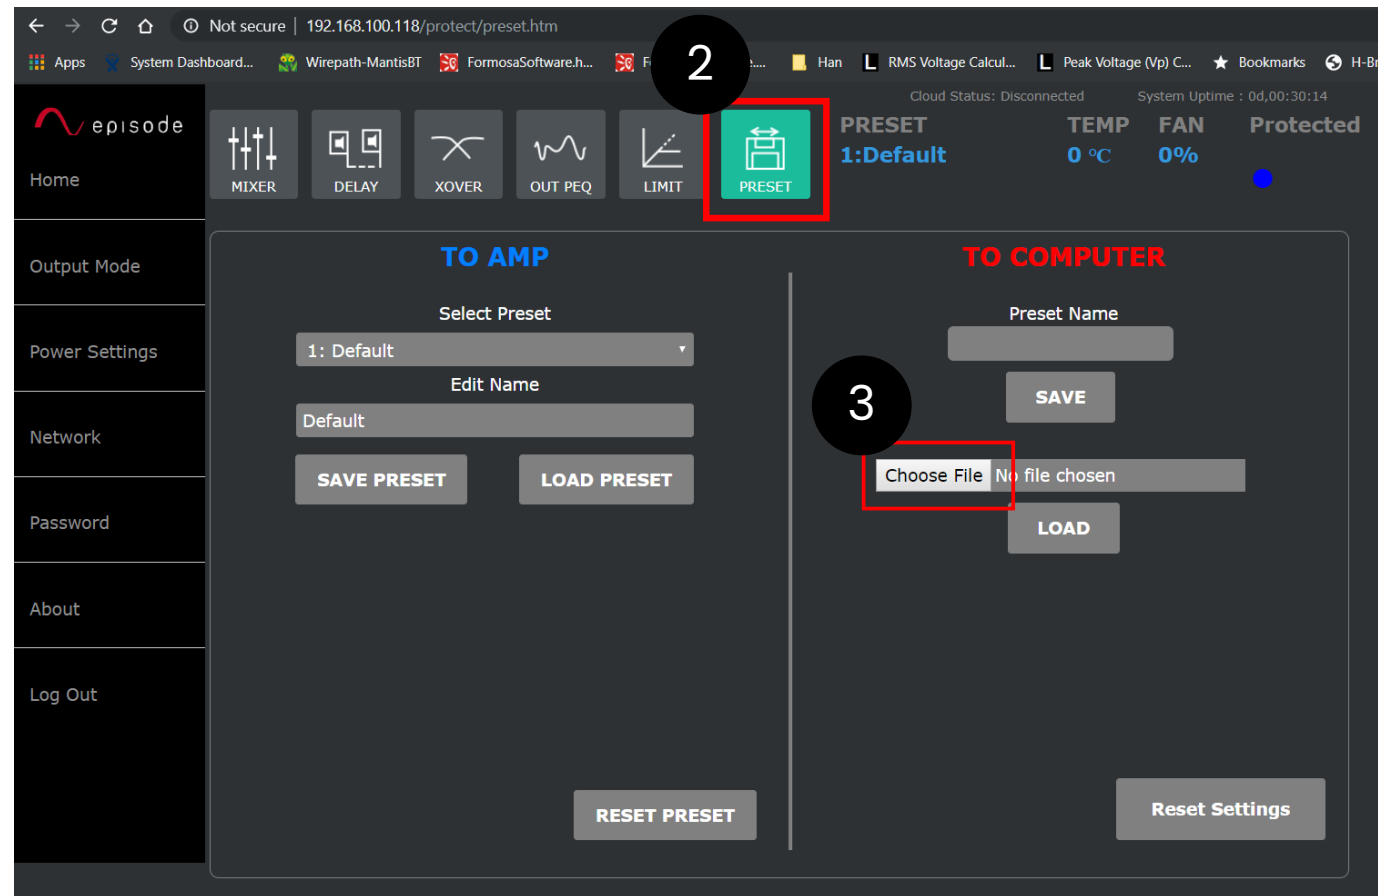 Not secure | 192.168.100.118/protect/preset.htm
Apps System Dashboard... Wirepath-MantisBT FormosaSoftware.h... Han RMS Voltage Calcul... Peak Voltage (Vp) C... Bookmarks
2
Cloud Status: Disconnected System Uptime : 0d,00:30:14
episode
MIXER DELAY XOVER OUT PEQ LIMIT PRESET
PRESET TEMP FAN Protected
1:Default 0 °C 0%
Home
Output Mode
Power Settings
Network
Password
About
Log Out
TO AMP
Select Preset
1: Default
Edit Name
Default
SAVE PRESET LOAD PRESET
RESET PRESET
TO COMPUTER
Preset Name
SAVE
3
Choose File No file chosen
LOAD
Reset Settings